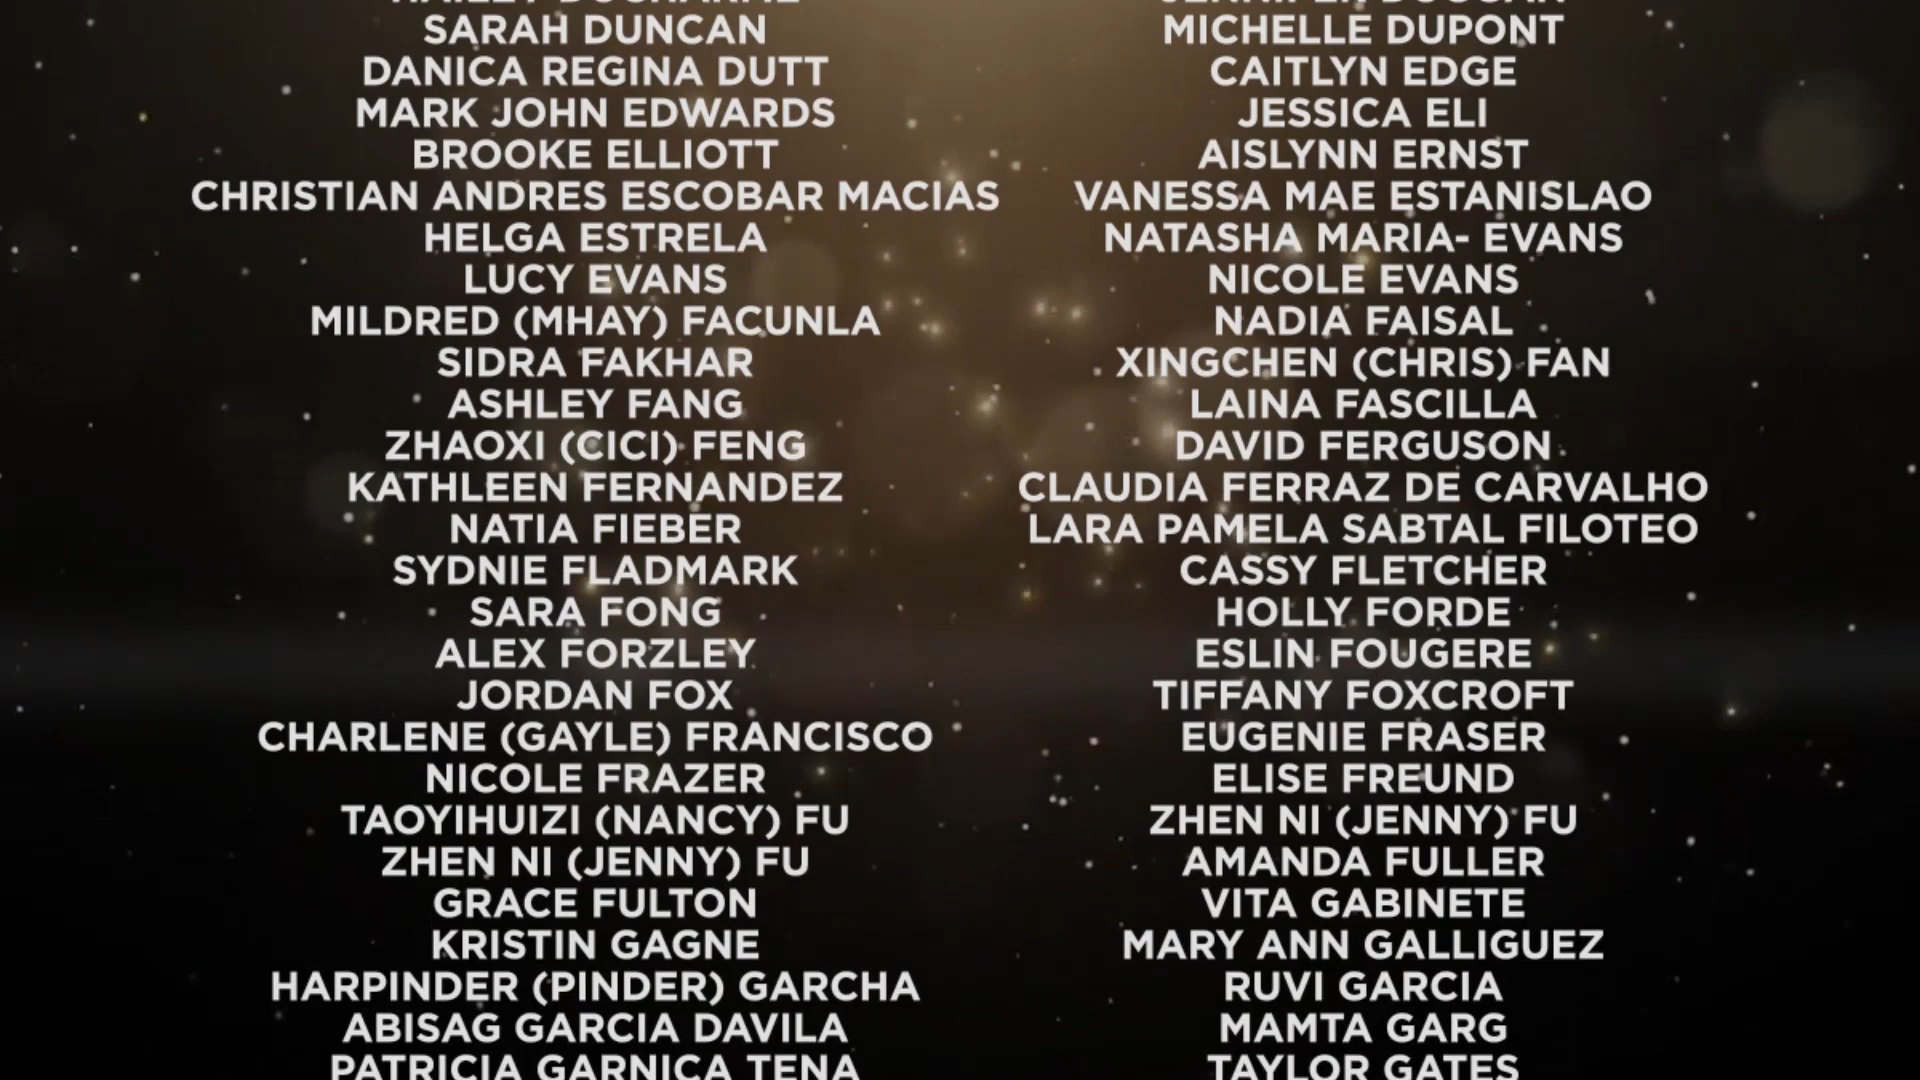 SARAH DUNCAN
DANICA REGINA DUTT
MARK JOHN EDWARDS
BROOKE ELLIOTT
CHRISTIAN ANDRES ESCOBAR MACIAS
HELGA ESTRELA
LUCY EVANS
MILDRED (MHAY) FACUNLA
SIDRA FAKHAR
ASHLEY FANG
ZHAOXI (CICI) FENG
KATHLEEN FERNANDEZ
NATIA FIEBER
SYDNIE FLADMARK
SARA FONG
ALEX FORZLEY
JORDAN FOX
CHARLENE (GAYLE) FRANCISCO
NICOLE FRAZER
TAOYIHUIZI (NANCY) FU
ZHEN NI (JENNY) FU
GRACE FULTON
KRISTIN GAGNE
HARPINDER (PINDER) GARCHA
ABISAG GARCIA DAVILA
PATRICIA GARNICA TENA
MICHELLE DUPONT
CAITLYN EDGE
JESSICA ELI
AISLYNN ERNST
VANESSA MAE ESTANISLAO
NATASHA MARIA- EVANS
NICOLE EVANS
NADIA FAISAL
XINGCHEN (CHRIS) FAN
LAINA FASCILLA
DAVID FERGUSON
CLAUDIA FERRAZ DE CARVALHO
LARA PAMELA SABTAL FILOTEO
CASSY FLETCHER
HOLLY FORDE
ESLIN FOUGERE
TIFFANY FOXCROFT
EUGENIE FRASER
ELISE FREUND
ZHEN NI (JENNY) FU
AMANDA FULLER
VITA GABINETE
MARY ANN GALLIGUEZ
RUVI GARCIA
MAMTA GARG
TAYLOR GATES